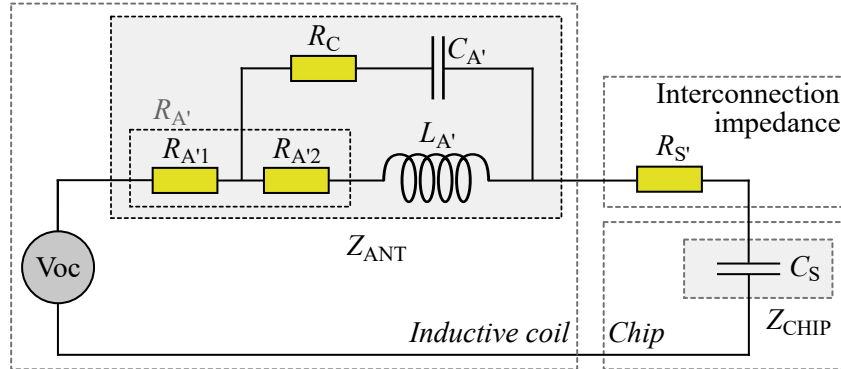 R_C
C_A'
R_A'
R_A'1
R_A'2
L_A'
Interconnection
impedance
R_S'
Z_ANT
Voc
C_S
Z_CHIP
Inductive coil
Chip